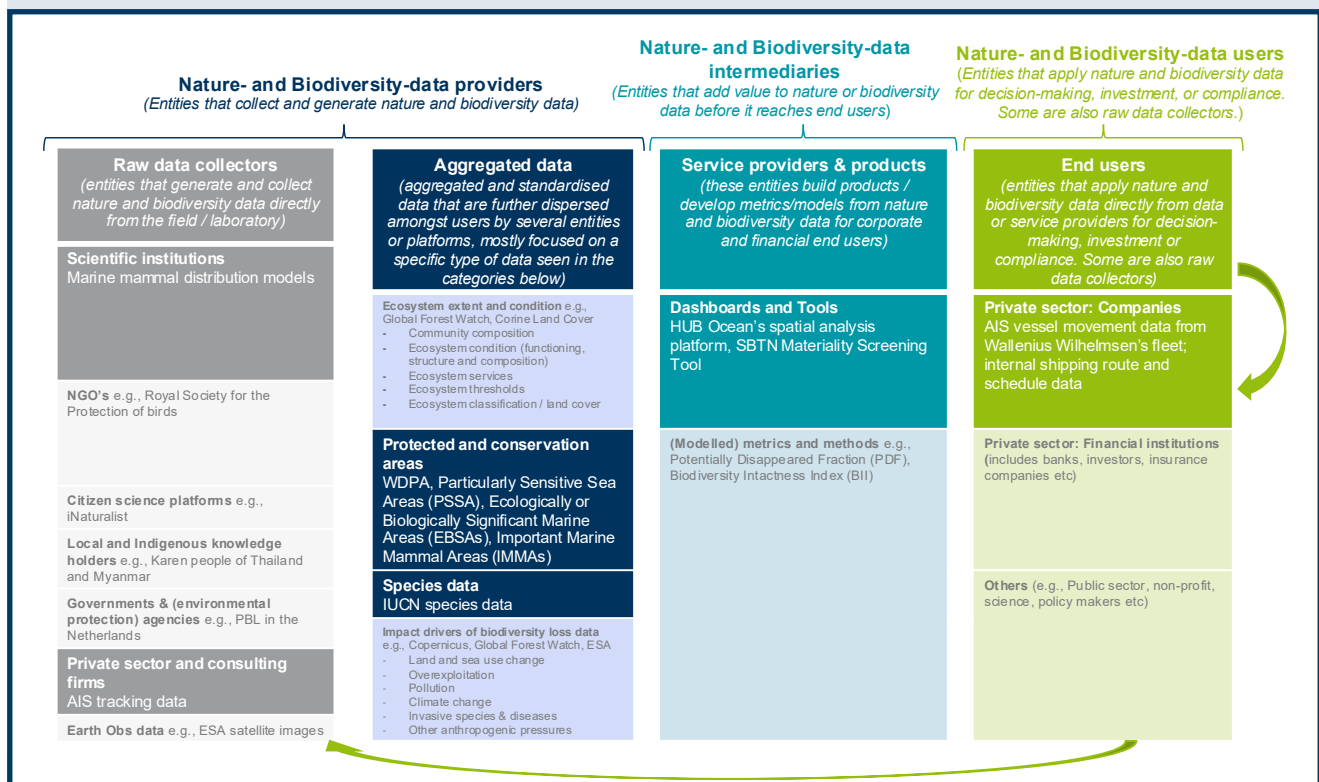 Nature- and Biodiversity-data providers
(Entities that collect and generate nature and biodiversity data)
Nature- and Biodiversity-data
intermediaries
(Entities that add value to nature or biodiversity
data before it reaches end users)
Nature- and Biodiversity-data users
(Entities that apply nature and biodiversity data
for decision-making, investment, or compliance.
Some are also raw data collectors.)
Raw data collectors
(entities that generate and collect
nature and biodiversity data directly
from the field / laboratory)
Scientific institutions
Marine mammal distribution models
NGO's e.g., Royal Society for the
Protection of birds
Citizen science platforms e.g.,
iNaturalist
Local and Indigenous knowledge
holders e.g., Karen people of Thailand
and Myanmar
Governments & (environmental
protection) agencies e.g., PBL in the
Netherlands
Private sector and consulting
firms
AIS tracking data
Earth Obs data e.g., ESA satellite images
Aggregated data
(aggregated and standardised
data that are further dispersed
amongst users by several entities
or platforms, mostly focused on a
specific type of data seen in the
categories below)
Ecosystem extent and condition e.g.,
Global Forest Watch, Corine Land Cover
- Community composition
- Ecosystem condition (functioning,
structure and composition)
- Ecosystem services
- Ecosystem thresholds
- Ecosystem classification / land cover
Protected and conservation
areas
WDPA, Particularly Sensitive Sea
Areas (PSSA), Ecologically or
Biologically Significant Marine
Areas (EBSAs), Important Marine
Mammal Areas (IMMAs)
Species data
IUCN species data
Impact drivers of biodiversity loss data
e.g., Copernicus, Global Forest Watch, ESA
- Land and sea use change
- Overexploitation
- Pollution
- Climate change
- Invasive species & diseases
- Other anthropogenic pressures
Service providers & products
(these entities build products /
develop metrics/models from nature
and biodiversity data for corporate
and financial end users)
Dashboards and Tools
HUB Ocean's spatial analysis
platform, SBTN Materiality Screening
Tool
(Modelled) metrics and methods e.g.,
Potentially Disappeared Fraction (PDF),
Biodiversity Intactness Index (BII)
End users
(entities that apply nature and
biodiversity data directly from data
or service providers for decision-
making, investment or
compliance. Some are also raw
data collectors)
Private sector: Companies
AIS vessel movement data from
Wallenius Wilhelmsen's fleet;
internal shipping route and
schedule data
Private sector: Financial institutions
(includes banks, investors, insurance
companies etc)
Others (e.g., Public sector, non-profit,
science, policy makers etc)